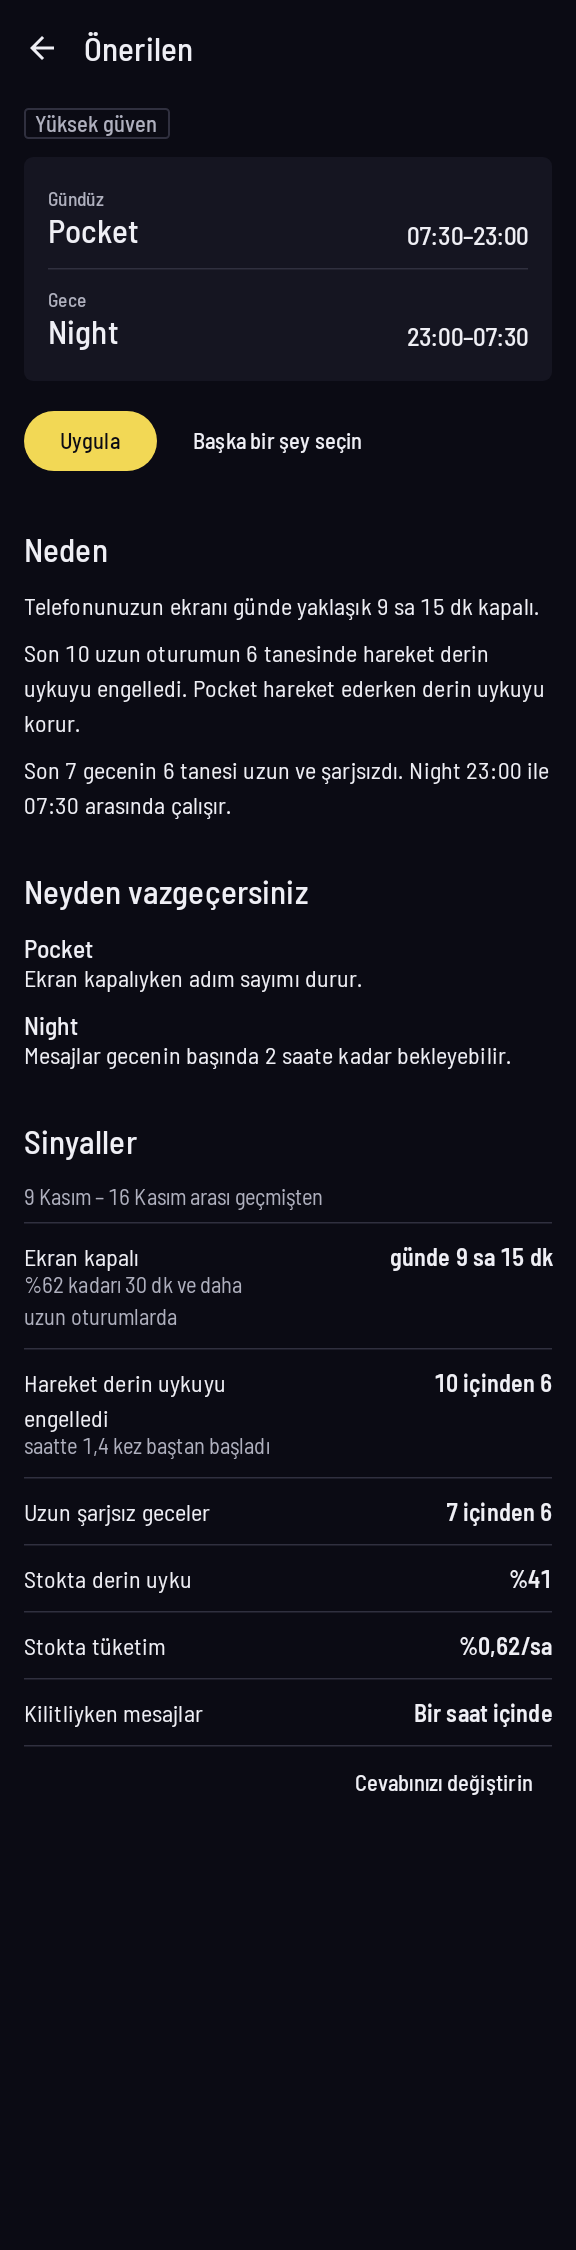 Önerilen
Yüksek güven
Gündüz
Pocket
07:30–23:00
Gece
Night
23:00–07:30
Uygula
Başka bir şey seçin
Neden
Telefonunuzun ekranı günde yaklaşık 9 sa 15 dk kapalı.
Son 10 uzun oturumun 6 tanesinde hareket derin
uykuyu engelledi. Pocket hareket ederken derin uykuyu
korur.
Son 7 gecenin 6 tanesi uzun ve şarjsızdı. Night 23:00 ile
07:30 arasında çalışır.
Neyden vazgeçersiniz
Pocket
Ekran kapalıyken adım sayımı durur.
Night
Mesajlar gecenin başında 2 saate kadar bekleyebilir.
Sinyaller
9 Kasım – 16 Kasım arası geçmişten
Ekran kapalı
günde 9 sa 15 dk
%62 kadarı 30 dk ve daha
uzun oturumlarda
Hareket derin uykuyu
engelledi
10 içinden 6
saatte 1,4 kez baştan başladı
Uzun şarjsız geceler
7 içinden 6
Stokta derin uyku
%41
Stokta tüketim
%0,62/sa
Kilitliyken mesajlar
Bir saat içinde
Cevabınızı değiştirin